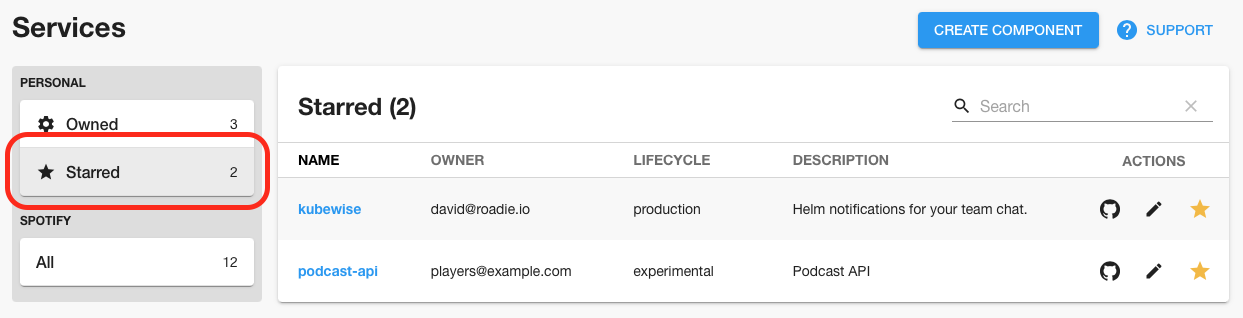 Services
CREATE COMPONENT
SUPPORT
PERSONAL
Owned 3
Starred 2
SPOTIFY
All 12
Starred (2)
Search
NAME OWNER LIFECYCLE DESCRIPTION ACTIONS
kubewise david@roadie.io production Helm notifications for your team chat.
podcast-api players@example.com experimental Podcast API